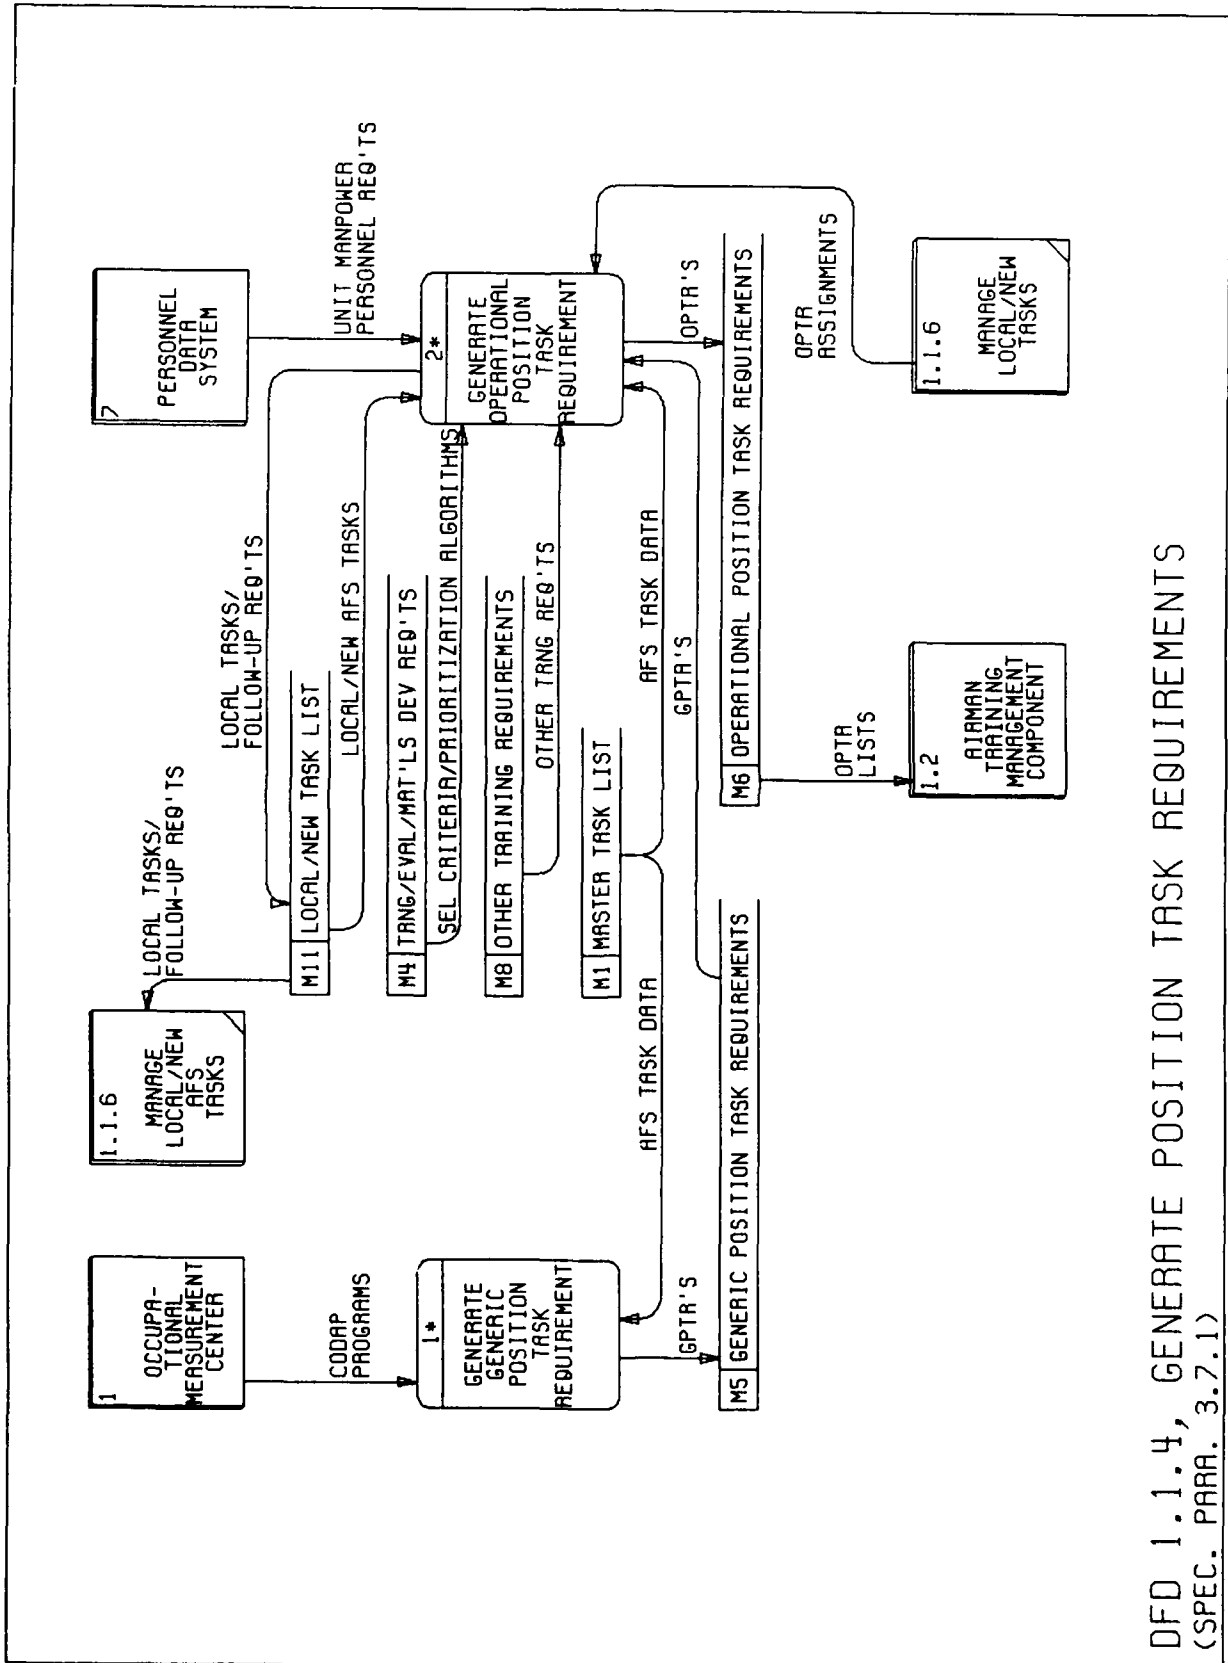 1
OCCUPA-
TIONAL
MEASUREMENT
CENTER
1.1.6
MANAGE
LOCAL/NEW
AFS
TASKS
7
PERSONNEL
DATA
SYSTEM
LOCAL TASKS/
FOLLOW-UP REQ'TS
LOCAL TASKS/
FOLLOW-UP REQ'TS
UNIT MANPOWER
PERSONNEL REQ'TS
CODAP
PROGRAMS
M11 LOCAL/NEW TASK LIST
LOCAL/NEW AFS TASKS
M4 TRNG/EVAL/MAT'LS DEV REQ'TS
SEL CRITERIA/PRIORITIZATION ALGORITHMS
1*
GENERATE
GENERIC
POSITION
TASK
REQUIREMENT
2*
GENERATE
OPERATIONAL
POSITION
TASK
REQUIREMENT
M8 OTHER TRAINING REQUIREMENTS
OTHER TRNG REQ'TS
M1 MASTER TASK LIST
AFS TASK DATA
AFS TASK DATA
GPTR'S
GPTR'S
OPTR'S
M5 GENERIC POSITION TASK REQUIREMENTS
M6 OPERATIONAL POSITION TASK REQUIREMENTS
OPTR
LISTS
OPTR
ASSIGNMENTS
1.2
AIRMAN
TRAINING
MANAGEMENT
COMPONENT
1.1.6
MANAGE
LOCAL/NEW
TASKS
DFD 1.1.4, GENERATE POSITION TASK REQUIREMENTS
(SPEC. PARA. 3.7.1)